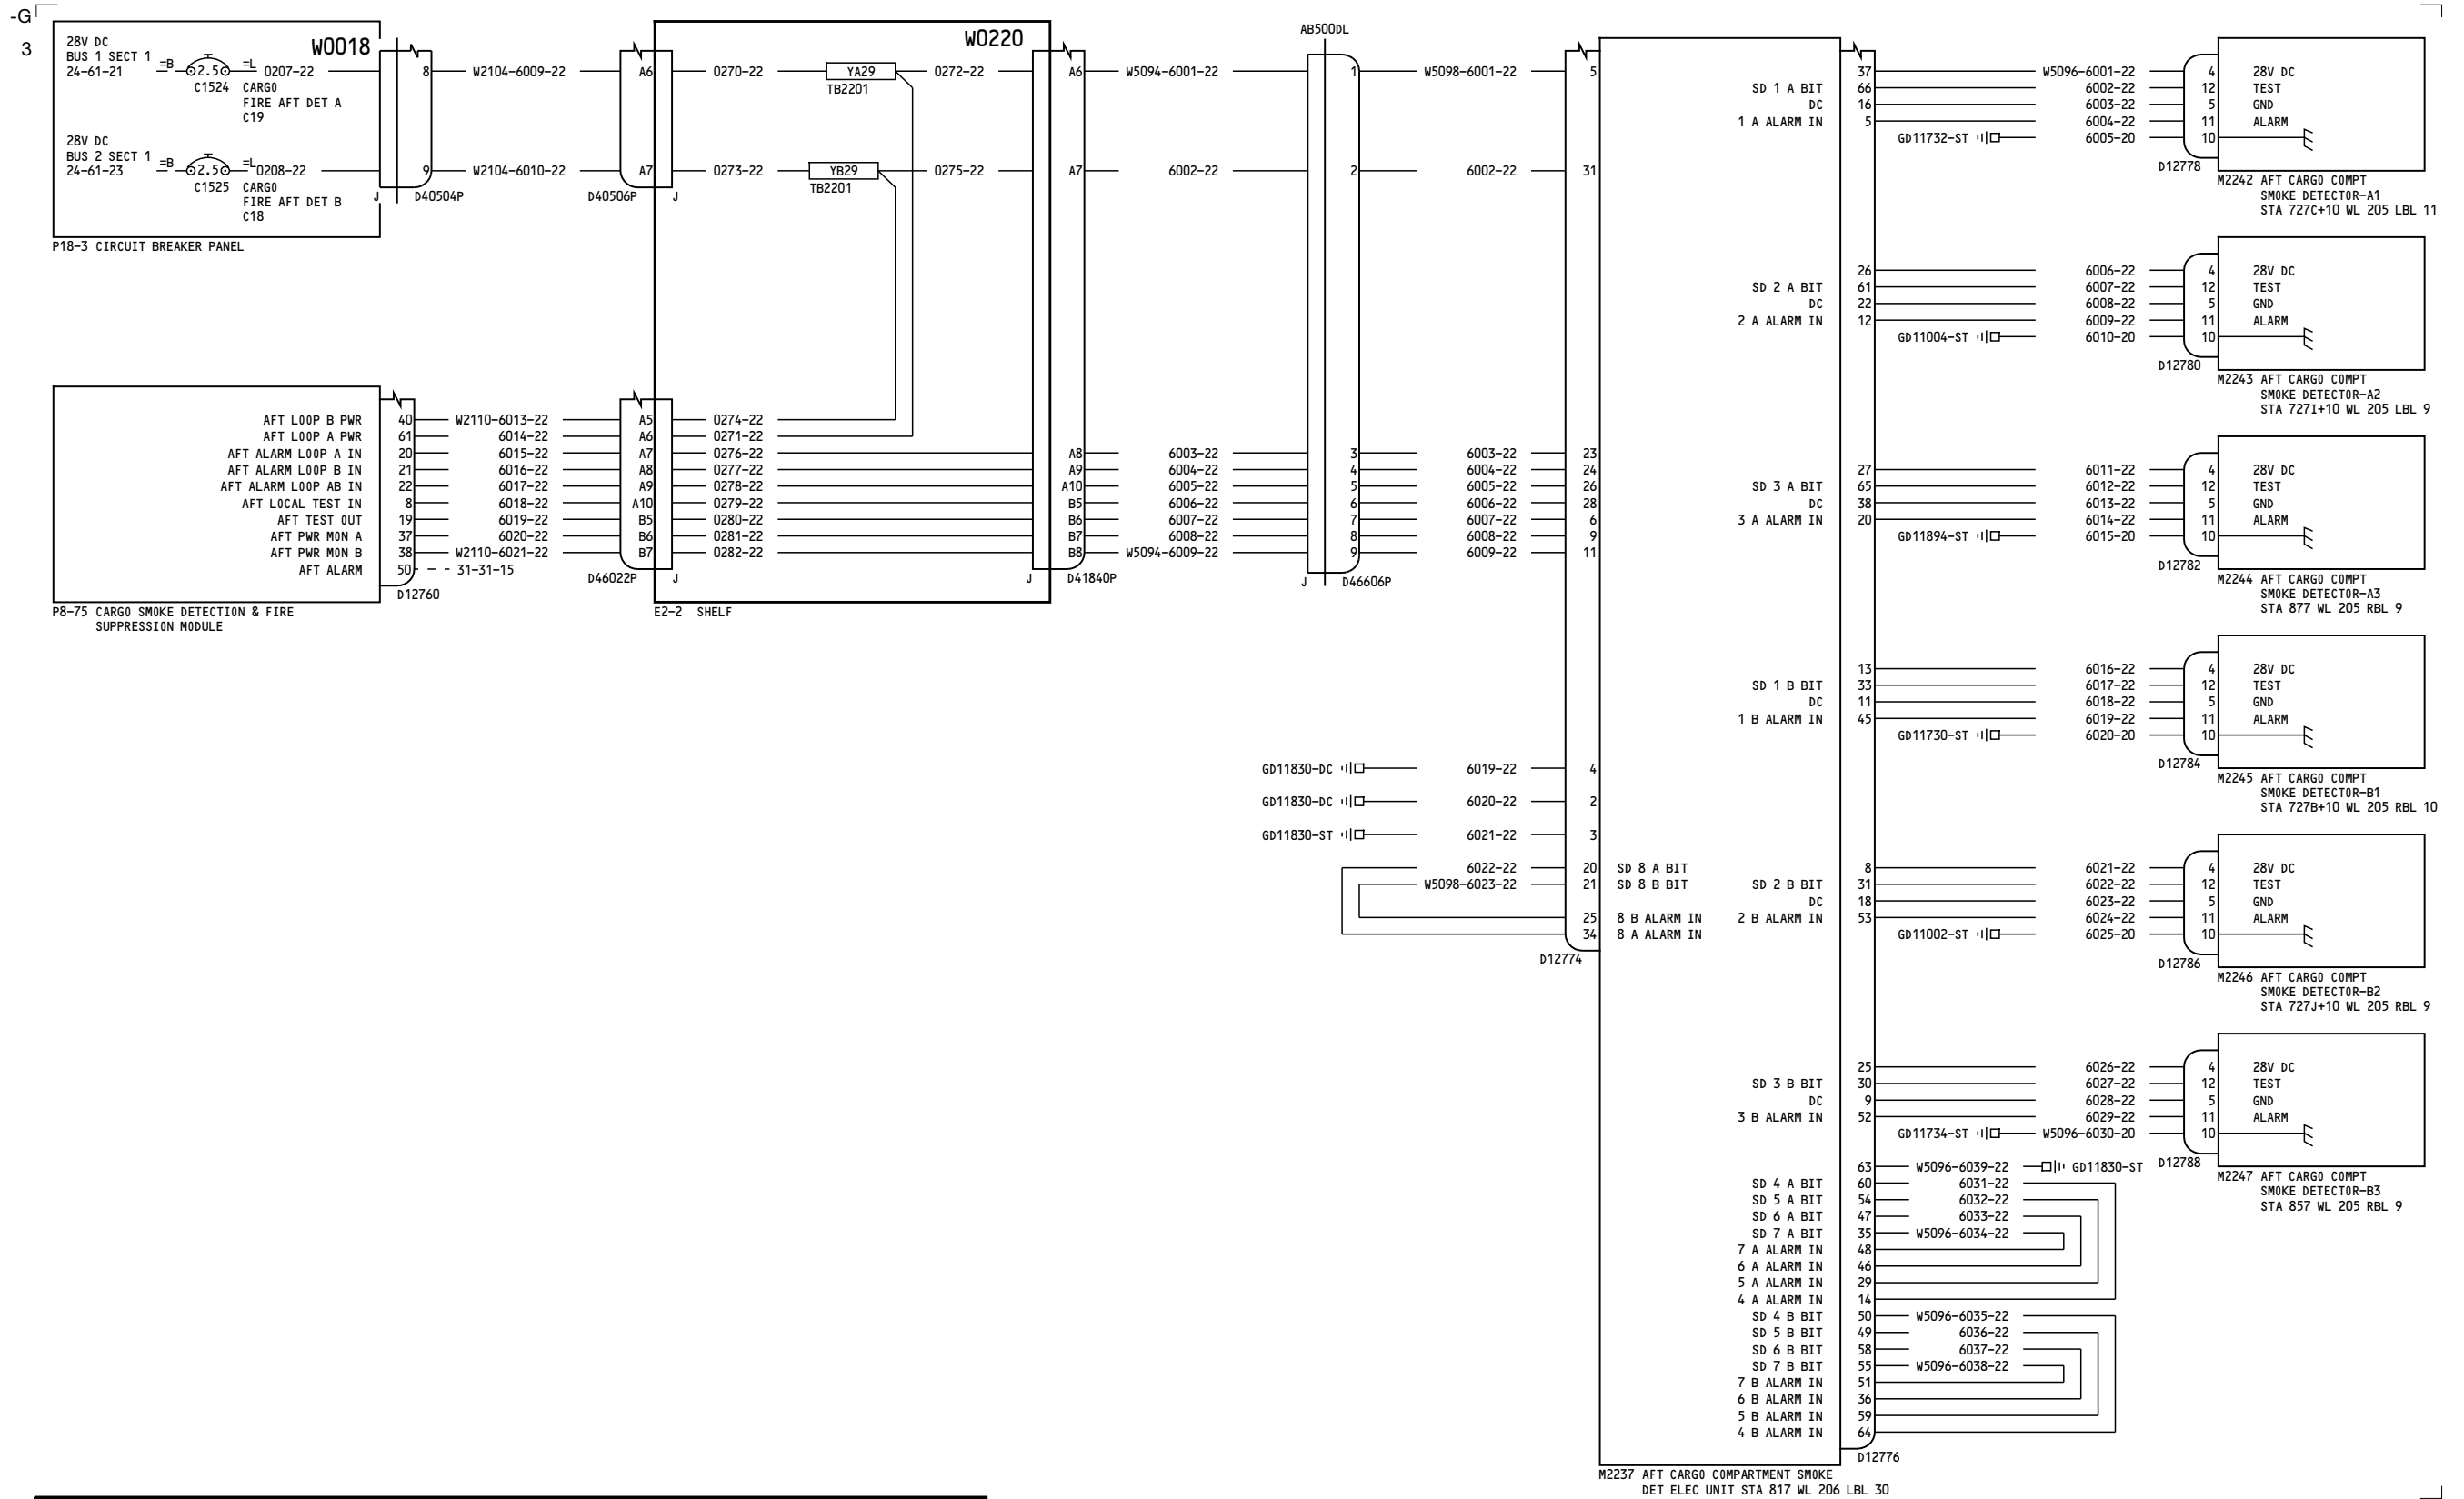 -G
3
28V DC
BUS 1 SECT 1
24-61-21
=B
2.5
=L
0207-22
C1524
CARGO
FIRE AFT DET A
C19
28V DC
BUS 2 SECT 1
24-61-23
=B
2.5
=L
0208-22
C1525
CARGO
FIRE AFT DET B
C18
W0018
P18-3 CIRCUIT BREAKER PANEL
8
9
J
D40504P
W2104-6009-22
W2104-6010-22
A6
A7
D40506P
J
W0220
0270-22
YA29
TB2201
0272-22
0273-22
YB29
TB2201
0275-22
A6
A7
W5094-6001-22
6002-22
AB500DL
1
2
W5098-6001-22
6002-22
5
31
AFT LOOP B PWR 40 W2110-6013-22 A5 0274-22
AFT LOOP A PWR 61 6014-22 A6 0271-22
AFT ALARM LOOP A IN 20 6015-22 A7 0276-22 A8 6003-22 3 6003-22 23
AFT ALARM LOOP B IN 21 6016-22 A8 0277-22 A9 6004-22 4 6004-22 24
AFT ALARM LOOP AB IN 22 6017-22 A9 0278-22 A10 6005-22 5 6005-22 26
AFT LOCAL TEST IN 8 6018-22 A10 0279-22 B5 6006-22 6 6006-22 28
AFT TEST OUT 19 6019-22 B5 0280-22 B6 6007-22 7 6007-22 6
AFT PWR MON A 37 6020-22 B6 0281-22 B7 6008-22 8 6008-22 9
AFT PWR MON B 38 W2110-6021-22 B7 0282-22 B8 W5094-6009-22 9 6009-22 11
AFT ALARM 50 31-31-15
D12760
D46022P
J
J
D41840P
J
D46606P
P8-75 CARGO SMOKE DETECTION & FIRE
SUPPRESSION MODULE
E2-2 SHELF
GD11830-DC 6019-22 4
GD11830-DC 6020-22 2
GD11830-ST 6021-22 3
6022-22 20 SD 8 A BIT
W5098-6023-22 21 SD 8 B BIT
25 8 B ALARM IN
34 8 A ALARM IN
D12774
37 W5096-6001-22 4 28V DC
SD 1 A BIT 66 6002-22 12 TEST
DC 16 6003-22 5 GND
1 A ALARM IN 5 6004-22 11 ALARM
GD11732-ST 6005-20 10
D12778
M2242 AFT CARGO COMPT
SMOKE DETECTOR-A1
STA 727C+10 WL 205 LBL 11
26 6006-22 4 28V DC
SD 2 A BIT 61 6007-22 12 TEST
DC 22 6008-22 5 GND
2 A ALARM IN 12 6009-22 11 ALARM
GD11004-ST 6010-20 10
D12780
M2243 AFT CARGO COMPT
SMOKE DETECTOR-A2
STA 727I+10 WL 205 LBL 9
27 6011-22 4 28V DC
SD 3 A BIT 65 6012-22 12 TEST
DC 38 6013-22 5 GND
3 A ALARM IN 20 6014-22 11 ALARM
GD11894-ST 6015-20 10
D12782
M2244 AFT CARGO COMPT
SMOKE DETECTOR-A3
STA 877 WL 205 RBL 9
13 6016-22 4 28V DC
SD 1 B BIT 33 6017-22 12 TEST
DC 11 6018-22 5 GND
1 B ALARM IN 45 6019-22 11 ALARM
GD11730-ST 6020-20 10
D12784
M2245 AFT CARGO COMPT
SMOKE DETECTOR-B1
STA 727B+10 WL 205 RBL 10
8 6021-22 4 28V DC
SD 2 B BIT 31 6022-22 12 TEST
DC 18 6023-22 5 GND
2 B ALARM IN 53 6024-22 11 ALARM
GD11002-ST 6025-20 10
D12786
M2246 AFT CARGO COMPT
SMOKE DETECTOR-B2
STA 727J+10 WL 205 RBL 9
25 6026-22 4 28V DC
SD 3 B BIT 30 6027-22 12 TEST
DC 9 6028-22 5 GND
3 B ALARM IN 52 6029-22 11 ALARM
GD11734-ST W5096-6030-20 10
D12788
M2247 AFT CARGO COMPT
SMOKE DETECTOR-B3
STA 857 WL 205 RBL 9
63 W5096-6039-22 GD11830-ST
SD 4 A BIT 60 6031-22
SD 5 A BIT 54 6032-22
SD 6 A BIT 47 6033-22
SD 7 A BIT 35 W5096-6034-22
7 A ALARM IN 48
6 A ALARM IN 46
5 A ALARM IN 29
4 A ALARM IN 14
SD 4 B BIT 50 W5096-6035-22
SD 5 B BIT 49 6036-22
SD 6 B BIT 58 6037-22
SD 7 B BIT 55 W5096-6038-22
7 B ALARM IN 51
6 B ALARM IN 36
5 B ALARM IN 59
4 B ALARM IN 64
D12776
M2237 AFT CARGO COMPARTMENT SMOKE
DET ELEC UNIT STA 817 WL 206 LBL 30